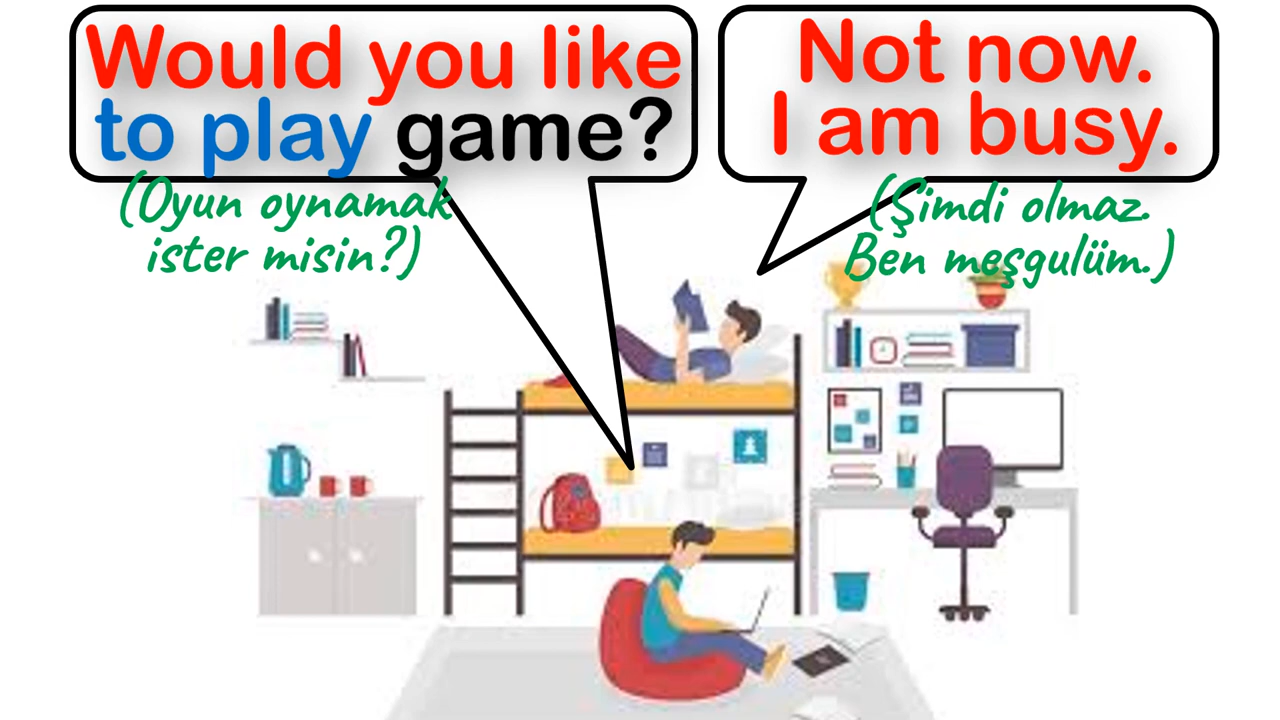 Would you like
to play game?
(Oyun oynamak
ister misin?)
Not now.
I am busy.
(Şimdi olmaz.
Ben meşgulüm.)